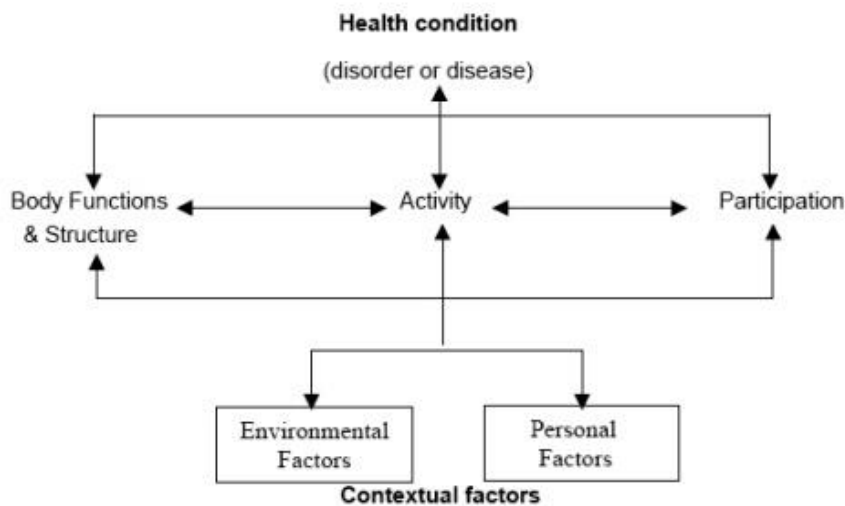 Health condition
(disorder or disease)
Body Functions
& Structure
Activity
Participation
Environmental
Factors
Personal
Factors
Contextual factors